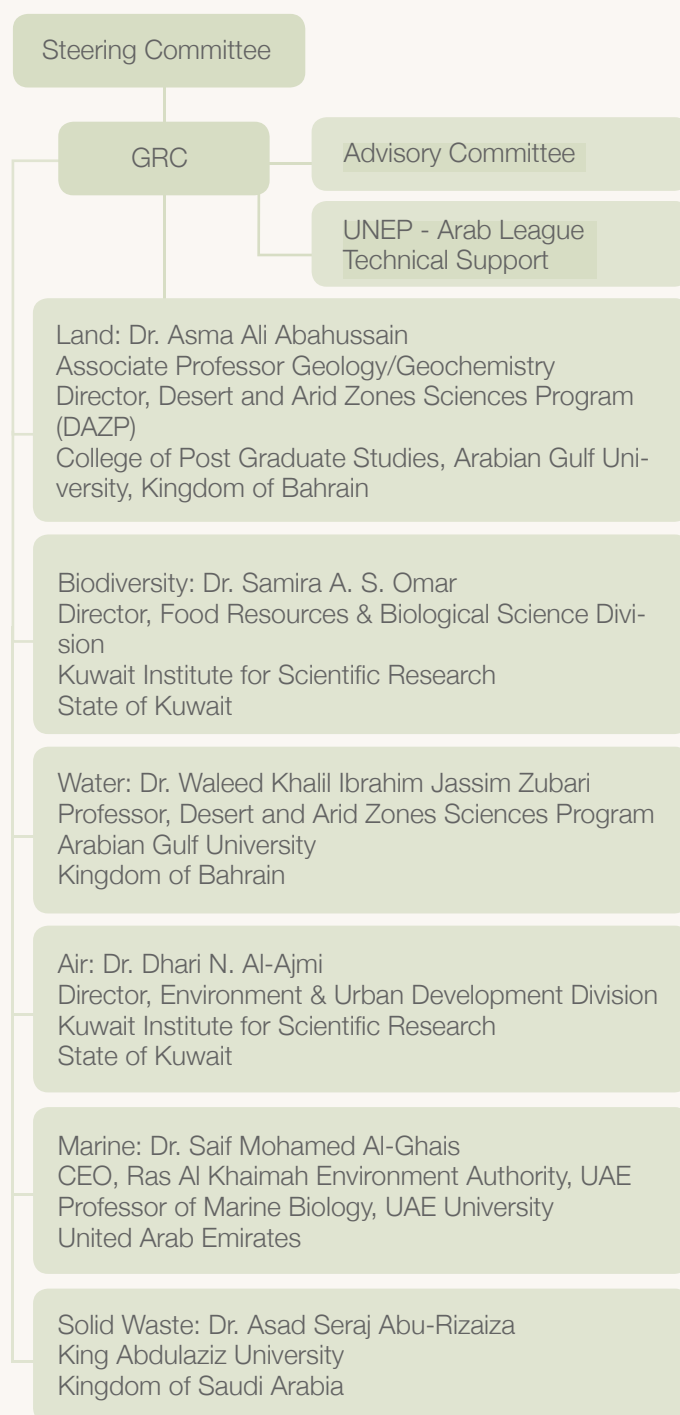 Steering Committee
GRC
Advisory Committee
UNEP - Arab League
Technical Support
Land: Dr. Asma Ali Abahussain
Associate Professor Geology/Geochemistry
Director, Desert and Arid Zones Sciences Program
(DAZP)
College of Post Graduate Studies, Arabian Gulf Uni-
versity, Kingdom of Bahrain
Biodiversity: Dr. Samira A. S. Omar
Director, Food Resources & Biological Science Divi-
sion
Kuwait Institute for Scientific Research
State of Kuwait
Water: Dr. Waleed Khalil Ibrahim Jassim Zubari
Professor, Desert and Arid Zones Sciences Program
Arabian Gulf University
Kingdom of Bahrain
Air: Dr. Dhari N. Al-Ajmi
Director, Environment & Urban Development Division
Kuwait Institute for Scientific Research
State of Kuwait
Marine: Dr. Saif Mohamed Al-Ghais
CEO, Ras Al Khaimah Environment Authority, UAE
Professor of Marine Biology, UAE University
United Arab Emirates
Solid Waste: Dr. Asad Seraj Abu-Rizaiza
King Abdulaziz University
Kingdom of Saudi Arabia